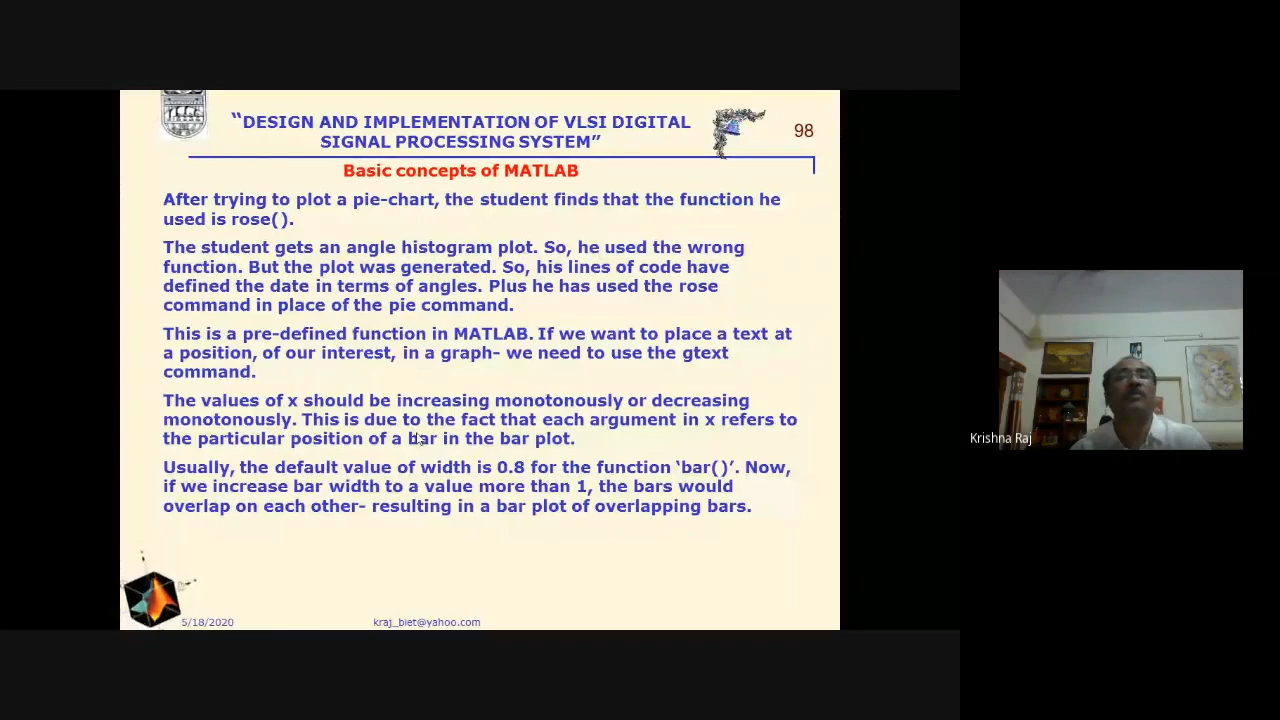 “DESIGN AND IMPLEMENTATION OF VLSI DIGITAL
SIGNAL PROCESSING SYSTEM”
98
Basic concepts of MATLAB
After trying to plot a pie-chart, the student finds that the function he
used is rose().
The student gets an angle histogram plot. So, he used the wrong
function. But the plot was generated. So, his lines of code have
defined the date in terms of angles. Plus he has used the rose
command in place of the pie command.
This is a pre-defined function in MATLAB. If we want to place a text at
a position, of our interest, in a graph- we need to use the gtext
command.
The values of x should be increasing monotonously or decreasing
monotonously. This is due to the fact that each argument in x refers to
the particular position of a bar in the bar plot.
Usually, the default value of width is 0.8 for the function ‘bar()’. Now,
if we increase bar width to a value more than 1, the bars would
overlap on each other- resulting in a bar plot of overlapping bars.
5/18/2020
kraj_biet@yahoo.com
Krishna Raj